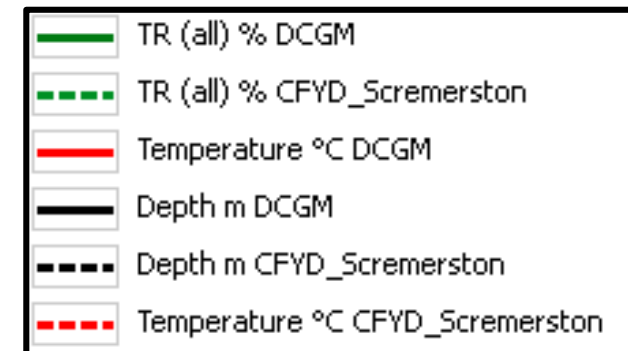 TR (all) % DCGM
TR (all) % CFYD_Scremerston
Temperature °C DCGM
Depth m DCGM
Depth m CFYD_Scremerston
Temperature °C CFYD_Scremerston